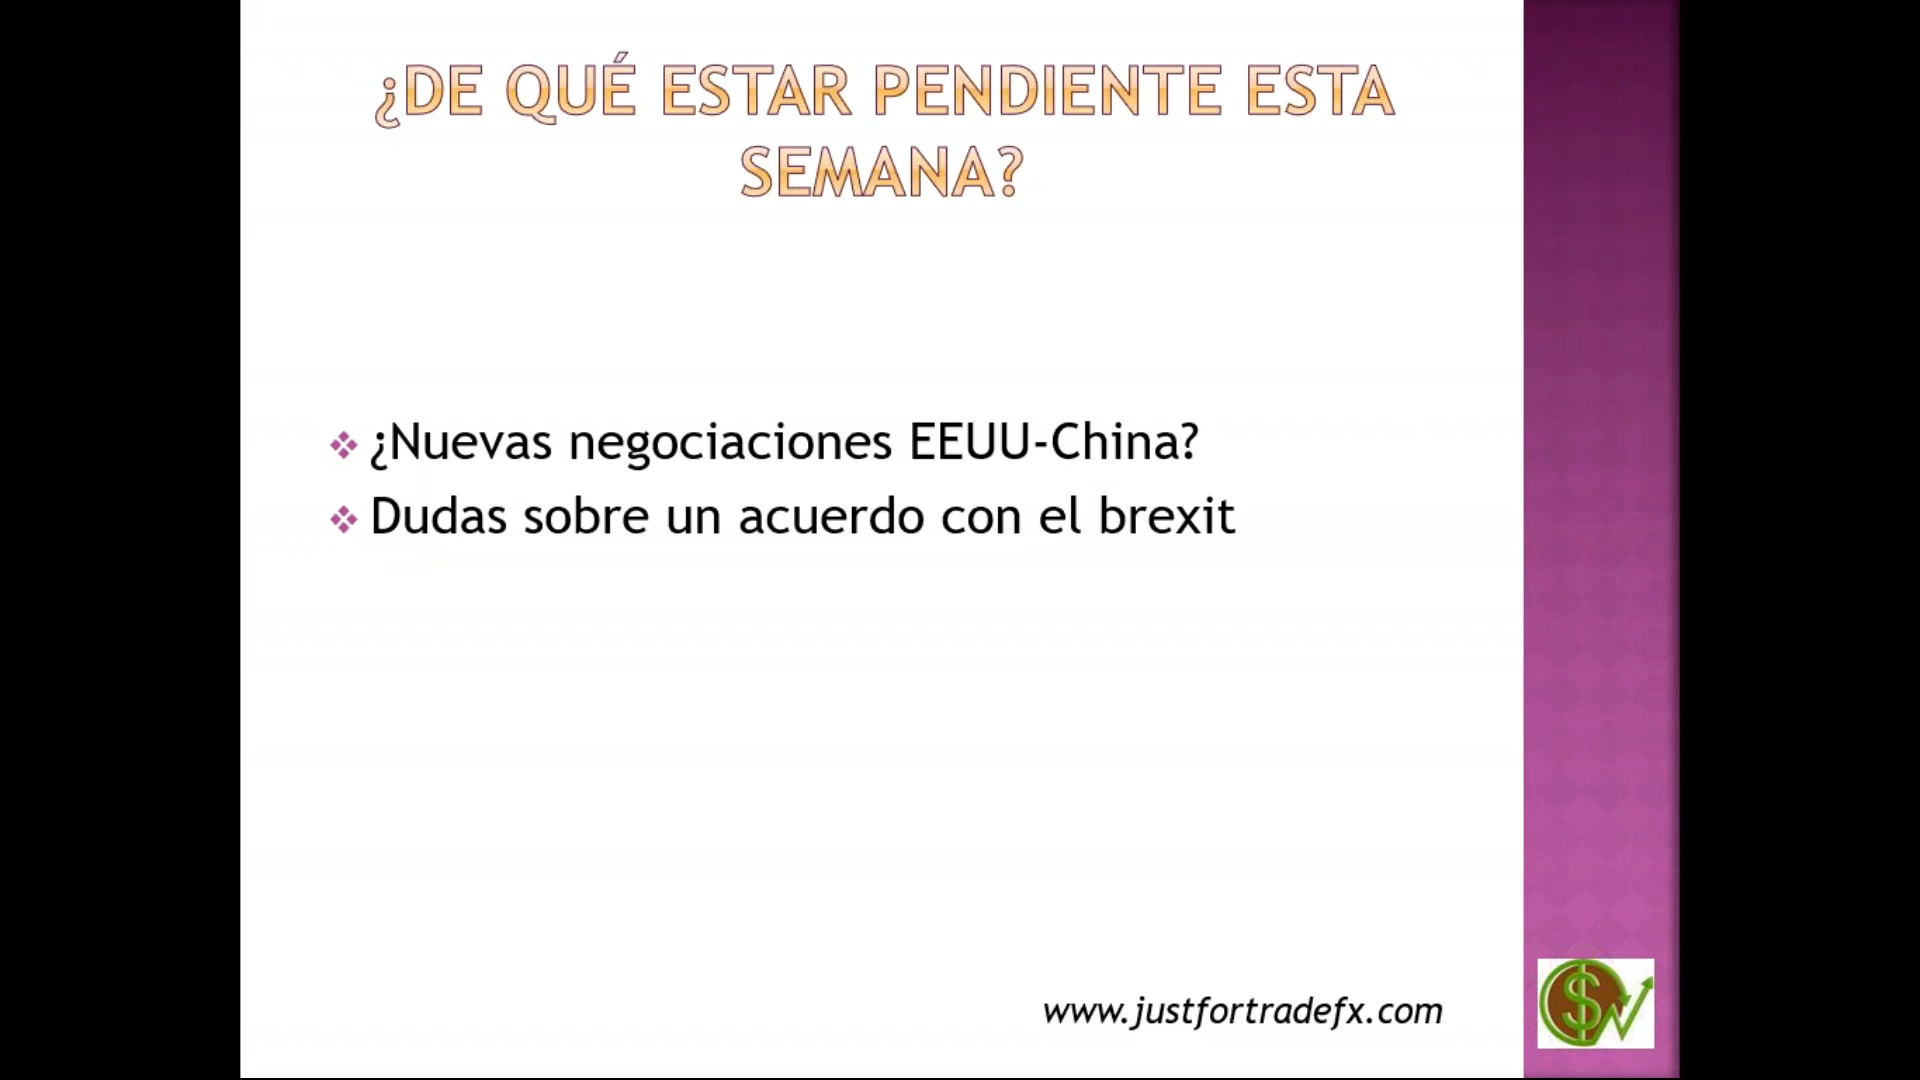 ¿DE QUÉ ESTAR PENDIENTE ESTA
SEMANA?
¿Nuevas negociaciones EEUU-China?
Dudas sobre un acuerdo con el brexit
www.justfortradefx.com